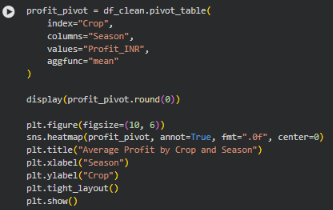 profit_pivot = df_clean.pivot_table(
    index="Crop",
    columns="Season",
    values="Profit_INR",
    aggfunc="mean"
)

display(profit_pivot.round(0))

plt.figure(figsize=(10, 6))
sns.heatmap(profit_pivot, annot=True, fmt=".0f", center=0)
plt.title("Average Profit by Crop and Season")
plt.xlabel("Season")
plt.ylabel("Crop")
plt.tight_layout()
plt.show()